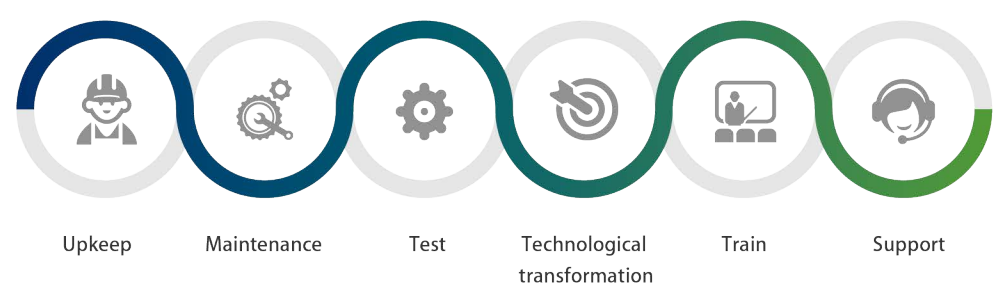 Upkeep
Maintenance
Test
Technological
transformation
Train
Support